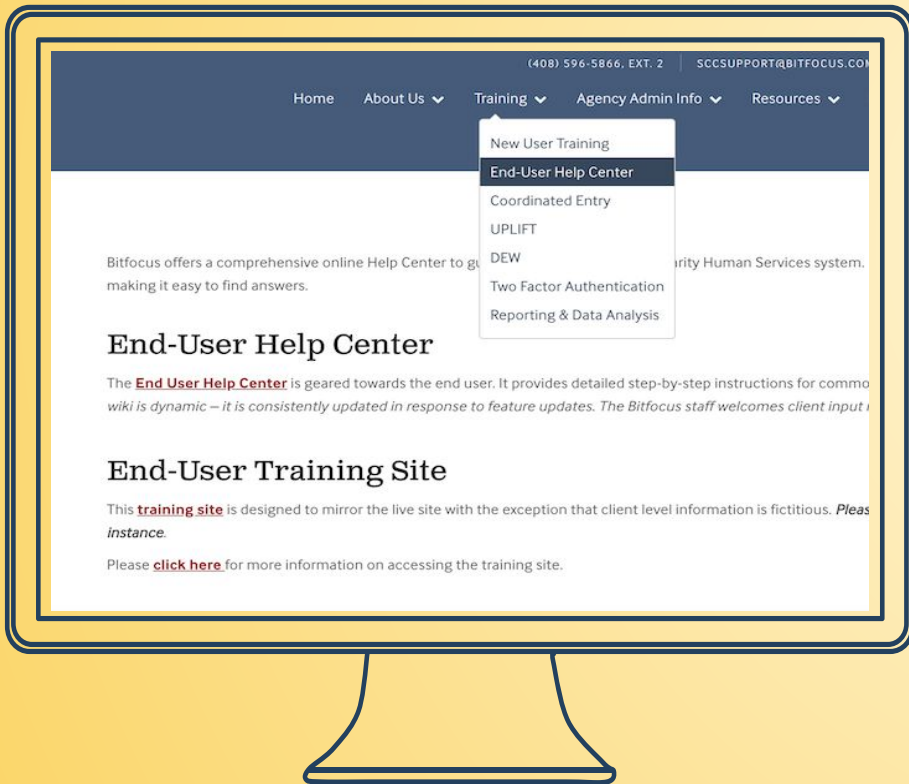 (408) 596-5866, EXT. 2 SCCSUPPORT@BITFOCUS.COM
Home About Us Training Agency Admin Info Resources
New User Training
End-User Help Center
Coordinated Entry
UPLIFT
DEW
Two Factor Authentication
Reporting & Data Analysis
Bitfocus offers a comprehensive online Help Center to Human Services system.
making it easy to find answers.
End-User Help Center
The End User Help Center is geared towards the end user. It provides detailed step-by-step instructions for
wiki is dynamic – it is consistently updated in response to feature updates. The Bitfocus staff welcomes client input
End-User Training Site
This training site is designed to mirror the live site with the exception that client level information is fictitious.
instance.
Please click here for more information on accessing the training site.